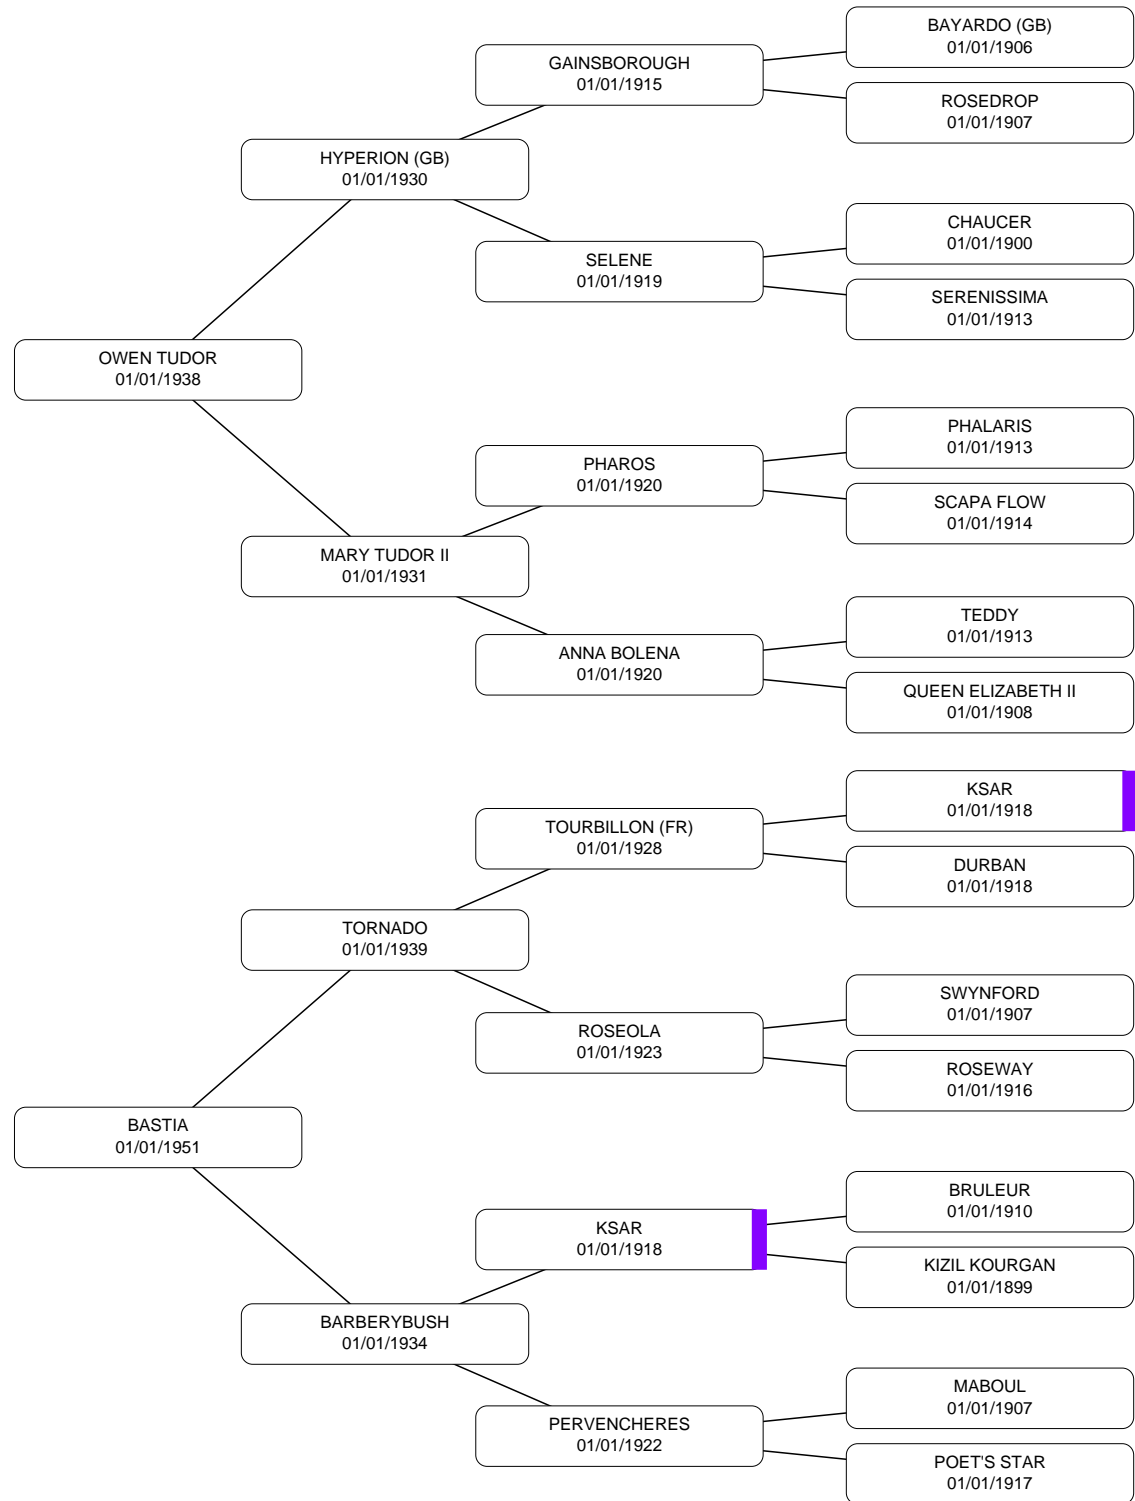 BAYARDO (GB)
01/01/1906
GAINSBOROUGH
01/01/1915
ROSEDROP
01/01/1907
HYPERION (GB)
01/01/1930
CHAUCER
01/01/1900
SELENE
01/01/1919
SERENISSIMA
01/01/1913
OWEN TUDOR
01/01/1938
PHALARIS
01/01/1913
PHAROS
01/01/1920
SCAPA FLOW
01/01/1914
MARY TUDOR II
01/01/1931
TEDDY
01/01/1913
ANNA BOLENA
01/01/1920
QUEEN ELIZABETH II
01/01/1908
KSAR
01/01/1918
TOURBILLON (FR)
01/01/1928
DURBAN
01/01/1918
TORNADO
01/01/1939
SWYNFORD
01/01/1907
ROSEOLA
01/01/1923
ROSEWAY
01/01/1916
BASTIA
01/01/1951
BRULEUR
01/01/1910
KSAR
01/01/1918
KIZIL KOURGAN
01/01/1899
BARBERYBUSH
01/01/1934
MABOUL
01/01/1907
PERVENCHERES
01/01/1922
POET'S STAR
01/01/1917